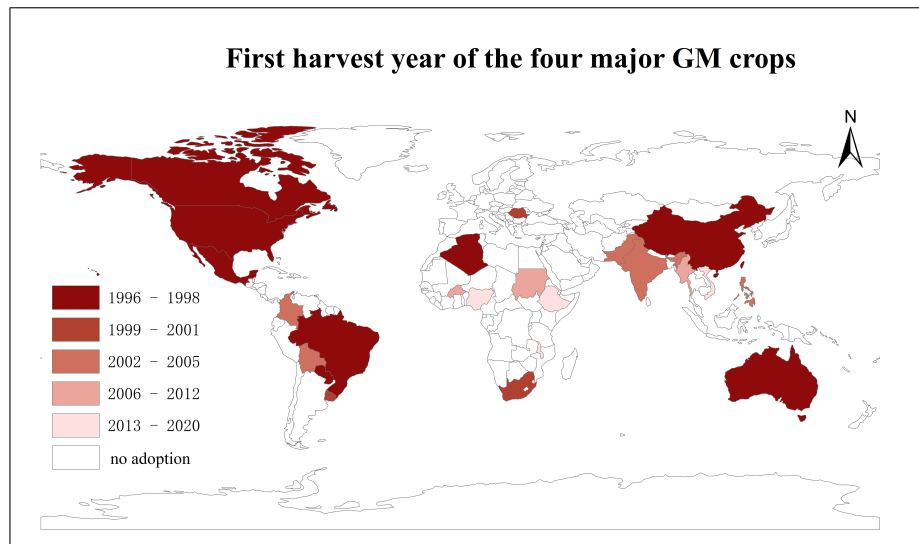 First harvest year of the four major GM crops
N
1996 - 1998
1999 - 2001
2002 - 2005
2006 - 2012
2013 - 2020
no adoption